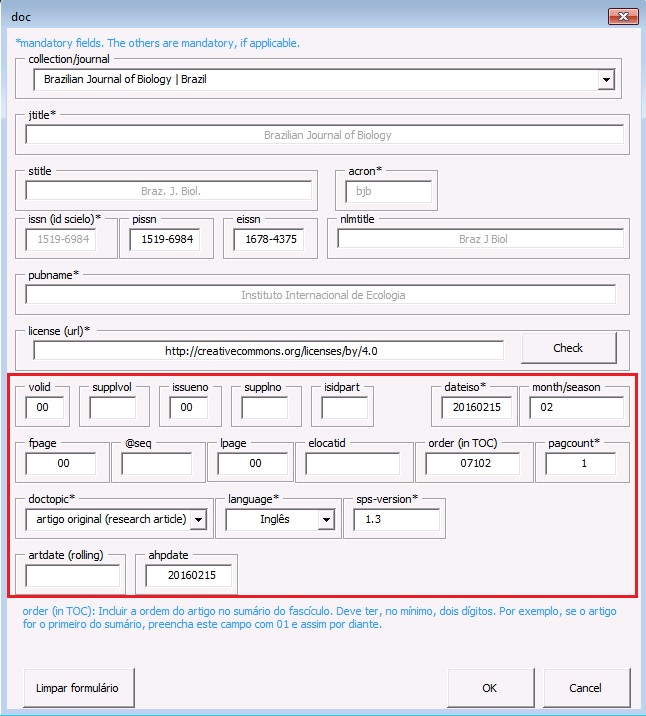 doc
*mandatory fields. The others are mandatory, if applicable.
collection/journal
Brazilian Journal of Biology | Brazil
jtitle*
Brazilian Journal of Biology
stitle acron*
Braz. J. Biol. bjb
issn (id scielo)* pissn eissn nlmtitle
1519-6984 1519-6984 1678-4375 Braz J Biol
pubname*
Instituto Internacional de Ecologia
license (url)*
http://creativecommons.org/licenses/by/4.0 Check
volid supplvol issueno supplno isidpart dateiso* month/season
00 00 20160215 02
fpage @seq lpage elocatid order (in TOC) pagcount*
00 00 07102 1
doctopic* language* sps-version*
artigo original (research article) Inglês 1.3
artdate (rolling) ahpdate
20160215
order (in TOC): Incluir a ordem do artigo no sumário do fascículo. Deve ter, no mínimo, dois dígitos. Por exemplo, se o artigo
for o primeiro do sumário, preencha este campo com 01 e assim por diante.
Limpar formulário OK Cancel